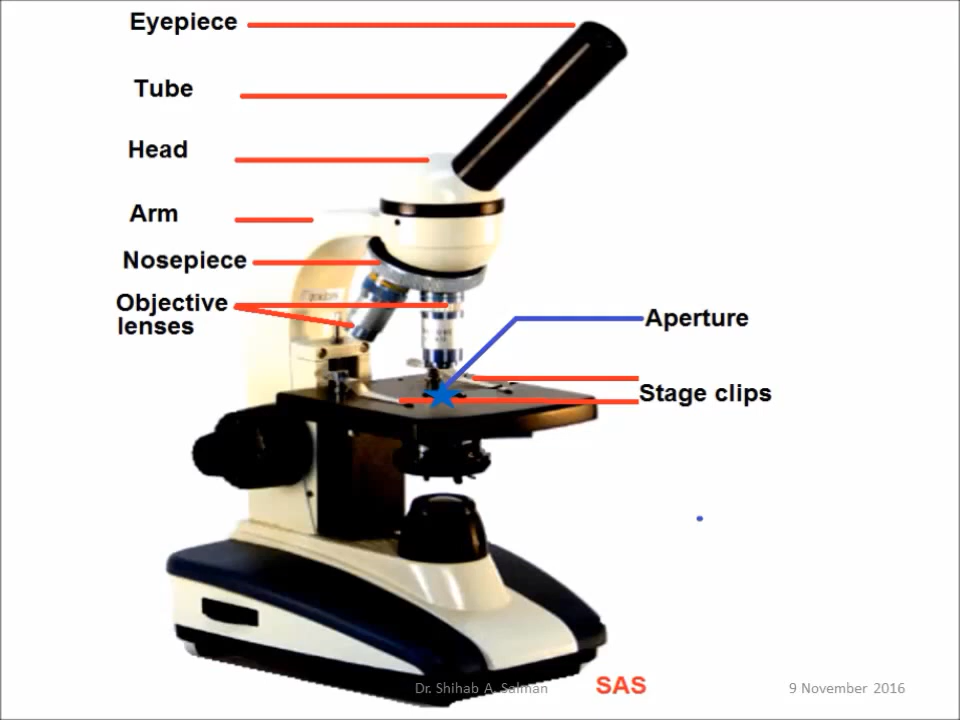 Eyepiece
Tube
Head
Arm
Nosepiece
Objective
lenses
Aperture
Stage clips
Dr. Shihab A. Salman
SAS
9 November 2016